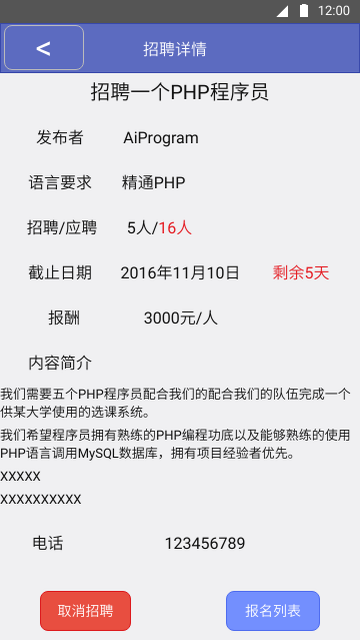 12:00
< 招聘详情
招聘一个PHP程序员
发布者 AiProgram
语言要求 精通PHP
招聘/应聘 5人/16人
截止日期 2016年11月10日 剩余5天
报酬 3000元/人
内容简介
我们需要五个PHP程序员配合我们的配合我们的队伍完成一个
供某大学使用的选课系统。
我们希望程序员拥有熟练的PHP编程功底以及能够熟练的使用
PHP语言调用MySQL数据库，拥有项目经验者优先。
XXXXX
XXXXXXXXXX
电话 123456789
取消招聘 报名列表